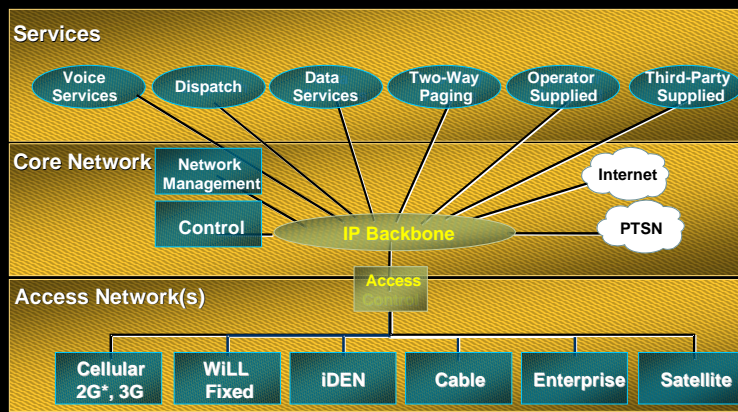 Services
Voice
Services
Dispatch
Data
Services
Two-Way
Paging
Operator
Supplied
Third-Party
Supplied
Core Network
Network
Management
Control
IP Backbone
Internet
PTSN
Access
Control
Access Network(s)
Cellular
2G*, 3G
WiLL
Fixed
iDEN
Cable
Enterprise
Satellite